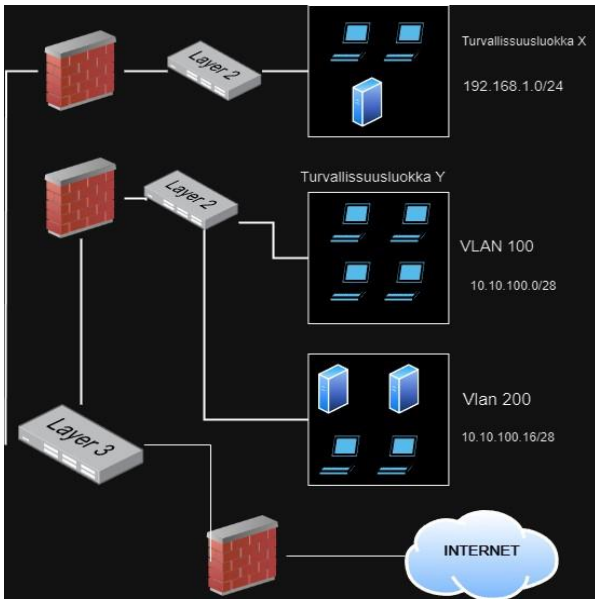 Layer 2
Turvallisuusluokka X
192.168.1.0/24
Layer 2
Turvallisuusluokka Y
VLAN 100
10.10.100.0/28
Vlan 200
10.10.100.16/28
Layer 3
INTERNET